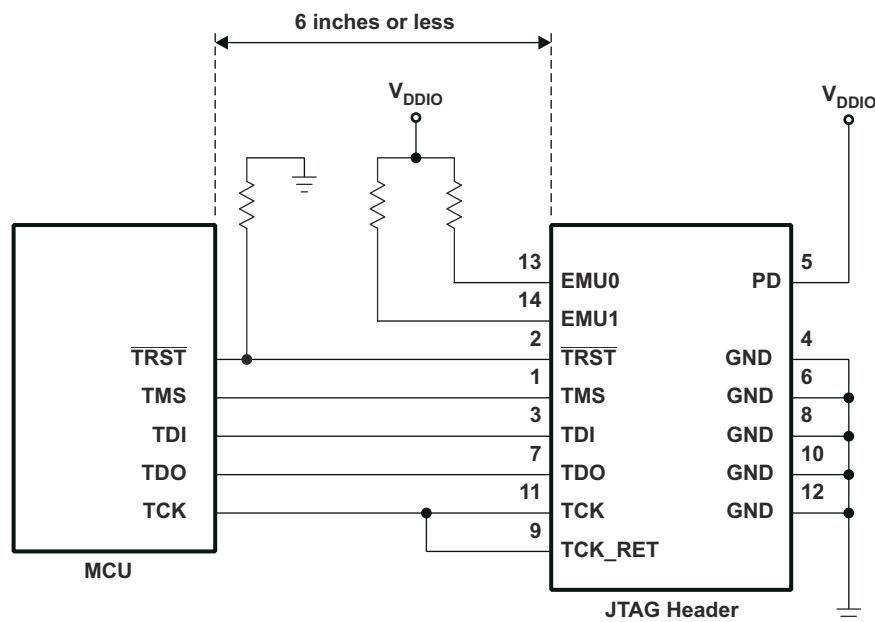 6 inches or less
VDDIO
VDDIO
13
EMU0
5
PD
14
EMU1
TRST
2
TRST
4
GND
TMS
1
TMS
6
GND
TDI
3
TDI
8
GND
TDO
7
TDO
10
GND
TCK
11
TCK
12
GND
9
TCK_RET
MCU
JTAG Header